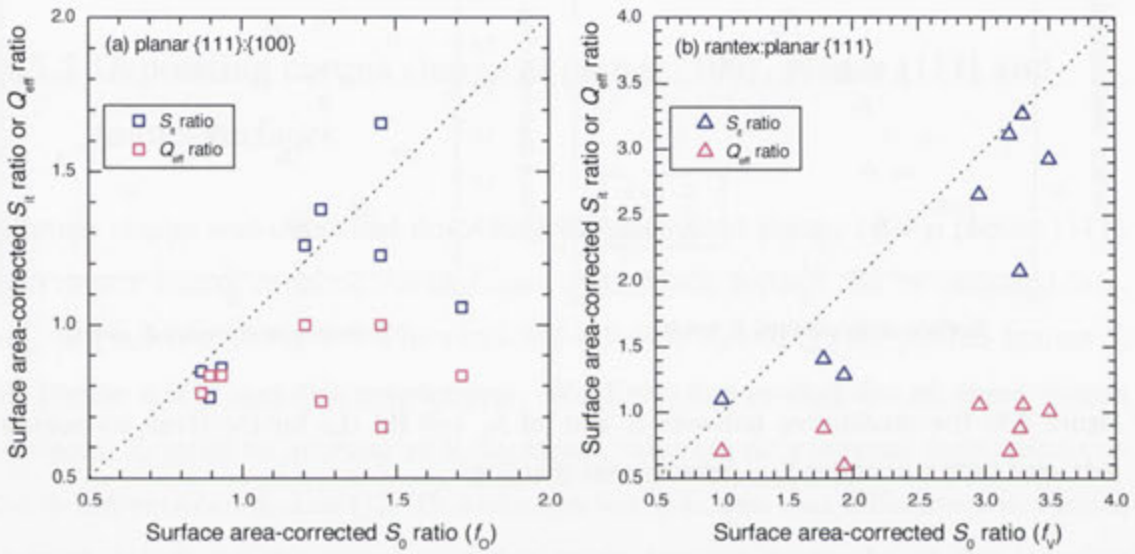 (a) planar {111}:{100}
S_it ratio
Q_eff ratio
Surface area-corrected S_it ratio or Q_eff ratio
2.0
1.5
1.0
0.5
0.5 1.0 1.5 2.0
Surface area-corrected S_0 ratio (f_O)
(b) rantex:planar {111}
S_it ratio
Q_eff ratio
Surface area-corrected S_it ratio or Q_eff ratio
4.0
3.5
3.0
2.5
2.0
1.5
1.0
0.5
0.5 1.0 1.5 2.0 2.5 3.0 3.5 4.0
Surface area-corrected S_0 ratio (f_V)